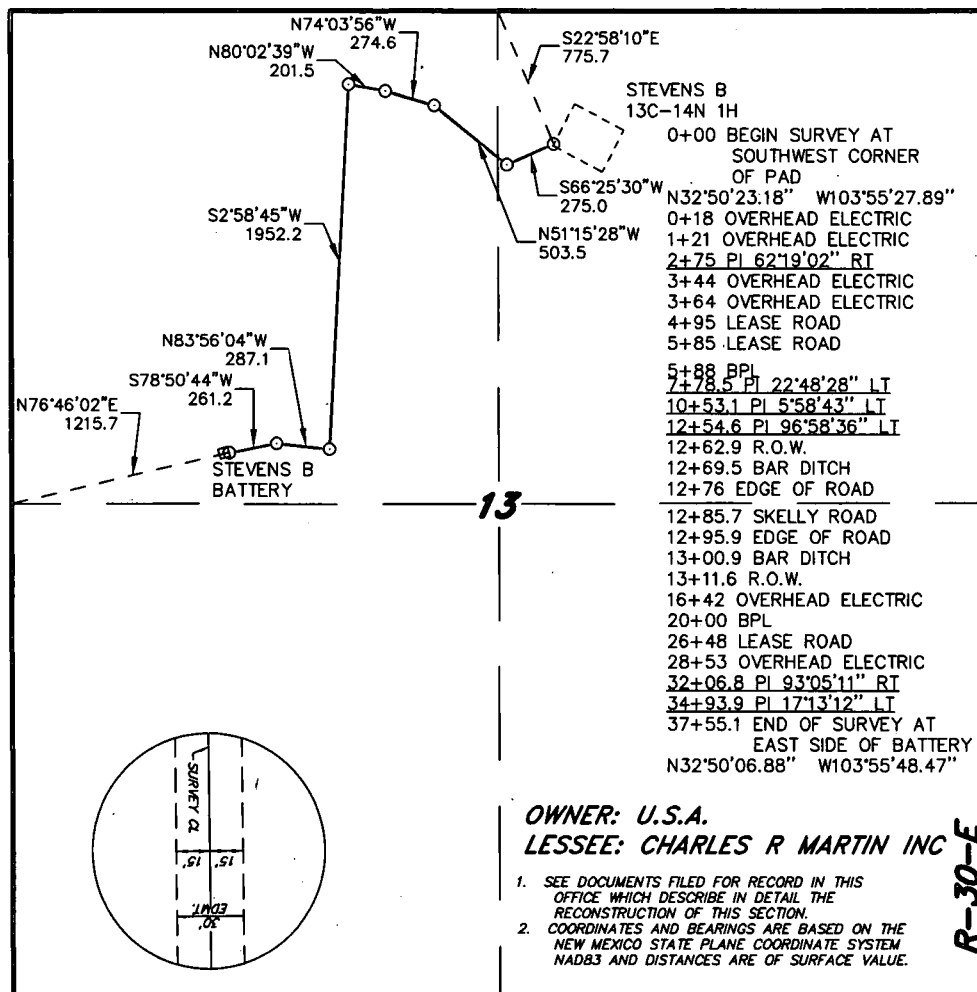 N74°03'56"W
274.6
N80°02'39"W
201.5
S22°58'10"E
775.7
STEVENS B
13C-14N 1H
0+00 BEGIN SURVEY AT
SOUTHWEST CORNER
OF PAD
N32°50'23.18" W103°55'27.89"
0+18 OVERHEAD ELECTRIC
1+21 OVERHEAD ELECTRIC
2+75 PI 62°19'02" RT
3+44 OVERHEAD ELECTRIC
3+64 OVERHEAD ELECTRIC
4+95 LEASE ROAD
5+85 LEASE ROAD
5+88 BPL
7+78.5 PI 22°48'28" LT
10+53.1 PI 5°58'43" LT
12+54.6 PI 96°58'36" LT
12+62.9 R.O.W.
12+69.5 BAR DITCH
12+76 EDGE OF ROAD
12+85.7 SKELLY ROAD
12+95.9 EDGE OF ROAD
13+00.9 BAR DITCH
13+11.6 R.O.W.
16+42 OVERHEAD ELECTRIC
20+00 BPL
26+48 LEASE ROAD
28+53 OVERHEAD ELECTRIC
32+06.8 PI 93°05'11" RT
34+93.9 PI 17°13'12" LT
37+55.1 END OF SURVEY AT
EAST SIDE OF BATTERY
N32°50'06.88" W103°55'48.47"
S66°25'30"W
275.0
N51°15'28"W
503.5
S2°58'45"W
1952.2
N83°56'04"W
287.1
S78°50'44"W
261.2
N76°46'02"E
1215.7
STEVENS B
BATTERY
13
SURVEY CL
15'
15'
30'
EDMT.
OWNER: U.S.A.
LESSEE: CHARLES R MARTIN INC
1. SEE DOCUMENTS FILED FOR RECORD IN THIS
OFFICE WHICH DESCRIBE IN DETAIL THE
RECONSTRUCTION OF THIS SECTION.
2. COORDINATES AND BEARINGS ARE BASED ON THE
NEW MEXICO STATE PLANE COORDINATE SYSTEM
NAD83 AND DISTANCES ARE OF SURFACE VALUE.
R-30-E